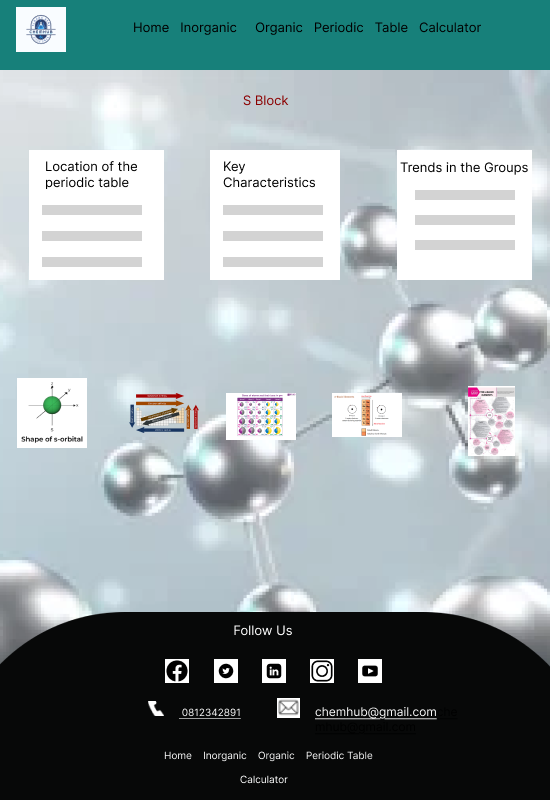 CHEMHUB
Home Inorganic Organic Periodic Table Calculator
S Block
Location of the
periodic table
Key
Characteristics
Trends in the Groups
Shape of s-orbital
Follow Us
0812342891
chemhub@gmail.com
Home Inorganic Organic Periodic Table
Calculator